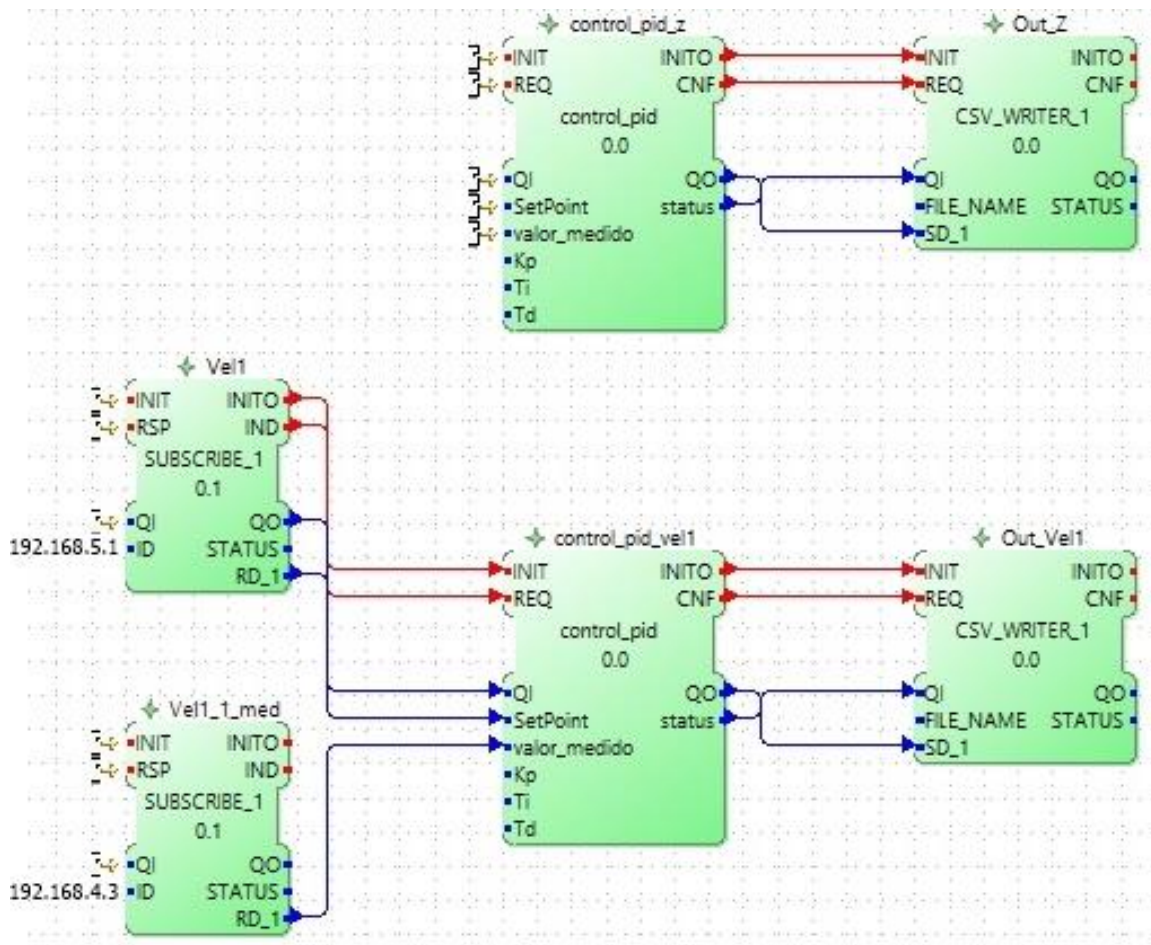 control_pid_z
INIT INITO
REQ CNF
control_pid
0.0
QI QO
SetPoint status
valor_medido
Kp
Ti
Td
Out_Z
INIT INITO
REQ CNF
CSV_WRITER_1
0.0
QI QO
FILE_NAME STATUS
SD_1
Vel1
INIT INITO
RSP IND
SUBSCRIBE_1
0.1
QI QO
192.168.5.1 ID STATUS
RD_1
control_pid_vel1
INIT INITO
REQ CNF
control_pid
0.0
QI QO
SetPoint status
valor_medido
Kp
Ti
Td
Out_Vel1
INIT INITO
REQ CNF
CSV_WRITER_1
0.0
QI QO
FILE_NAME STATUS
SD_1
Vel1_1_med
INIT INITO
RSP IND
SUBSCRIBE_1
0.1
QI QO
192.168.4.3 ID STATUS
RD_1